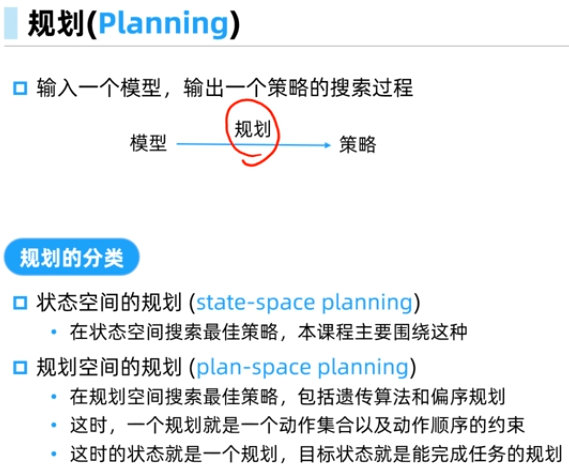 规划(Planning)
输入一个模型，输出一个策略的搜索过程
规划
模型 策略
规划的分类
状态空间的规划 (state-space planning)
• 在状态空间搜索最佳策略，本课程主要围绕这种
规划空间的规划 (plan-space planning)
• 在规划空间搜索最佳策略，包括遗传算法和偏序规划
• 这时，一个规划就是一个动作集合以及动作顺序的约束
• 这时的状态就是一个规划，目标状态就是能完成任务的规划